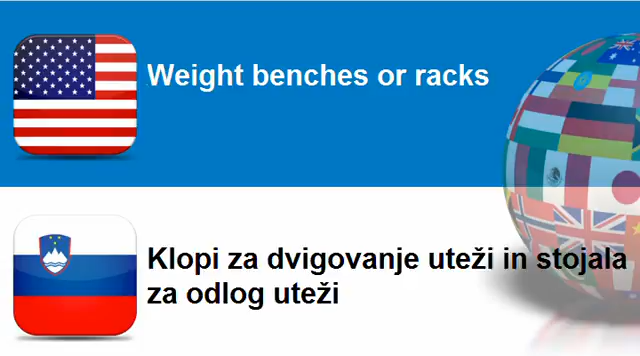 Weight benches or racks
Klopi za dvigovanje uteži in stojala
za odlog uteži